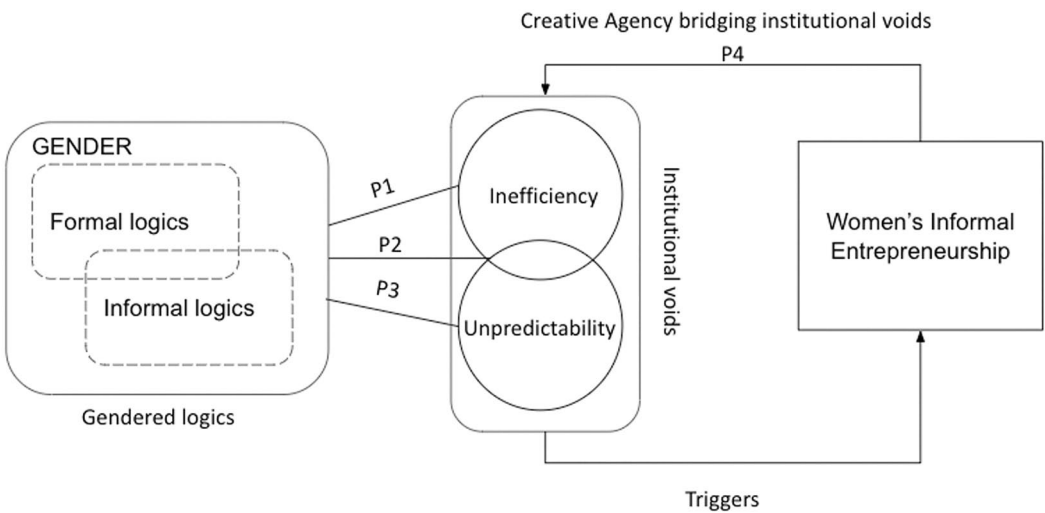 Creative Agency bridging institutional voids
P4
GENDER
Formal logics
Informal logics
Gendered logics
P1
P2
P3
Inefficiency
Unpredictability
Institutional voids
Women’s Informal
Entrepreneurship
Triggers